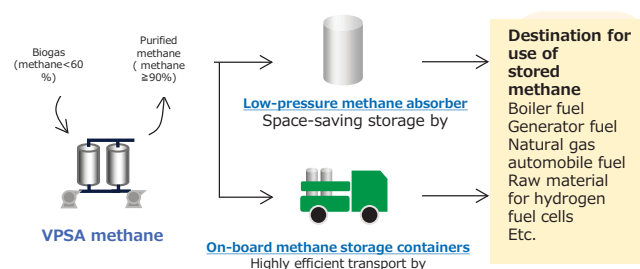 Biogas
(methane<60
%)
Purified
methane
( methane
≧90%)
VPSA methane
Low-pressure methane absorber
Space-saving storage by
On-board methane storage containers
Highly efficient transport by
Destination for
use of
stored
methane
Boiler fuel
Generator fuel
Natural gas
automobile fuel
Raw material
for hydrogen
fuel cells
Etc.